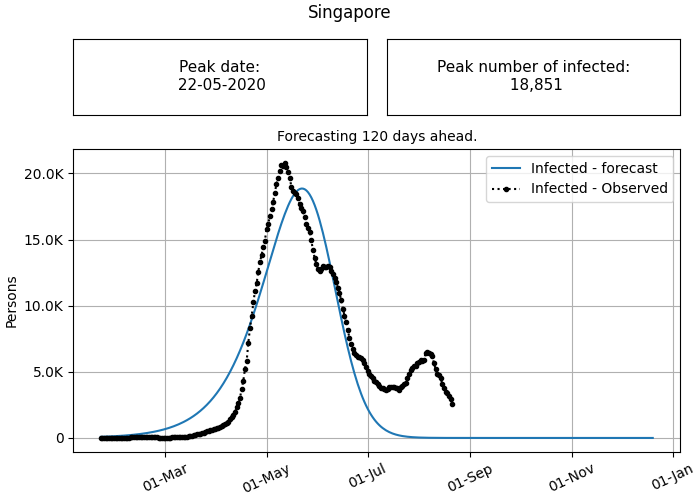 Singapore
Peak date:
22-05-2020
Peak number of infected:
18,851
Forecasting 120 days ahead.
Infected - forecast
Infected - Observed
Persons
20.0K
15.0K
10.0K
5.0K
0
01-Mar
01-May
01-Jul
01-Sep
01-Nov
01-Jan